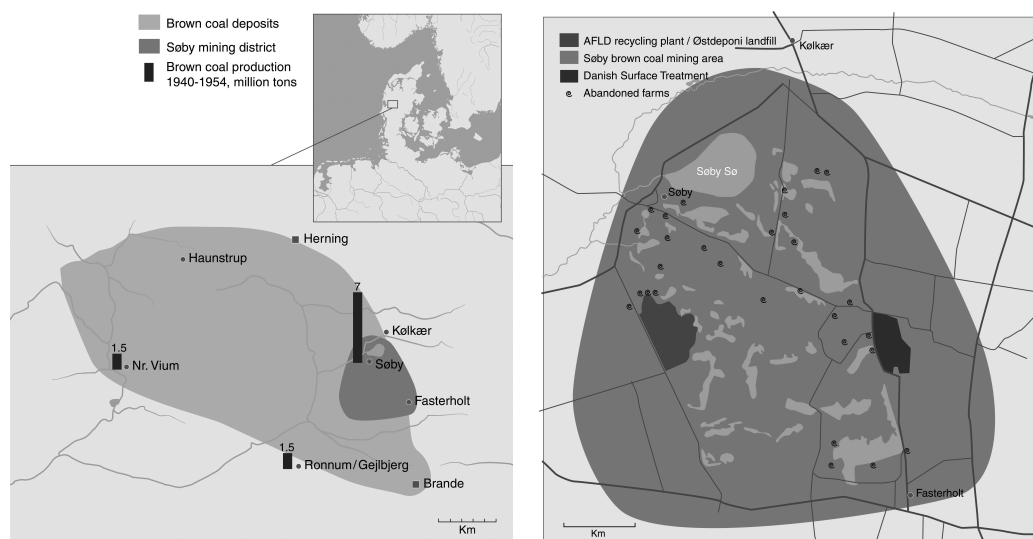 Brown coal deposits
Søby mining district
Brown coal production
1940-1954, million tons
Herning
Haunstrup
7
Kølkær
1.5
Nr. Vium
Søby
Fasterholt
1.5
Ronnum/Gejlbjerg
Brande
Km
AFLD recycling plant / Østdeponi landfill
Søby brown coal mining area
Danish Surface Treatment
Abandoned farms
Kølkær
Søby Sø
Søby
Fasterholt
Km